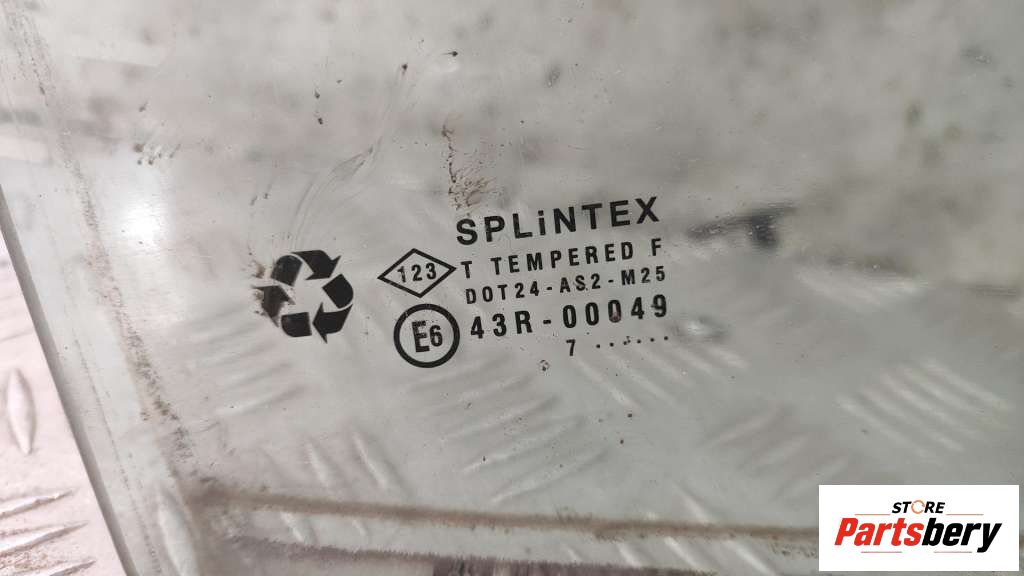 SPLiNTEX
123 T TEMPERED F
DOT24-AS2-M25
E6 43R-00049
7 ......
STORE
Partsbery